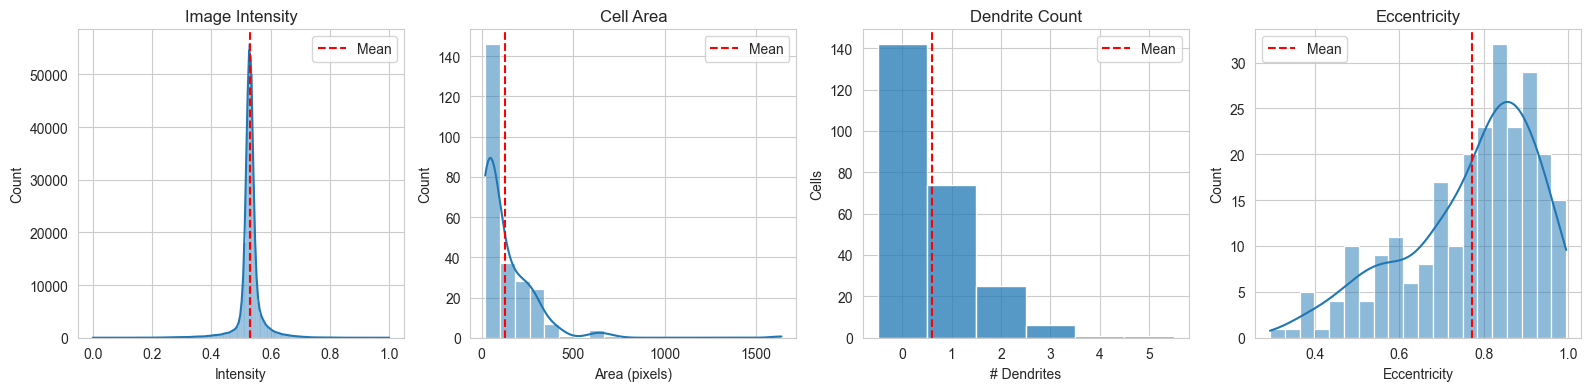 Image Intensity
Mean
50000
40000
30000
20000
10000
0
Count
0.0 0.2 0.4 0.6 0.8 1.0
Intensity
Cell Area
Mean
140
120
100
80
60
40
20
0
Count
0 500 1000 1500
Area (pixels)
Dendrite Count
Mean
140
120
100
80
60
40
20
0
Cells
0 1 2 3 4 5
# Dendrites
Eccentricity
Mean
30
25
20
15
10
5
0
Count
0.4 0.6 0.8 1.0
Eccentricity